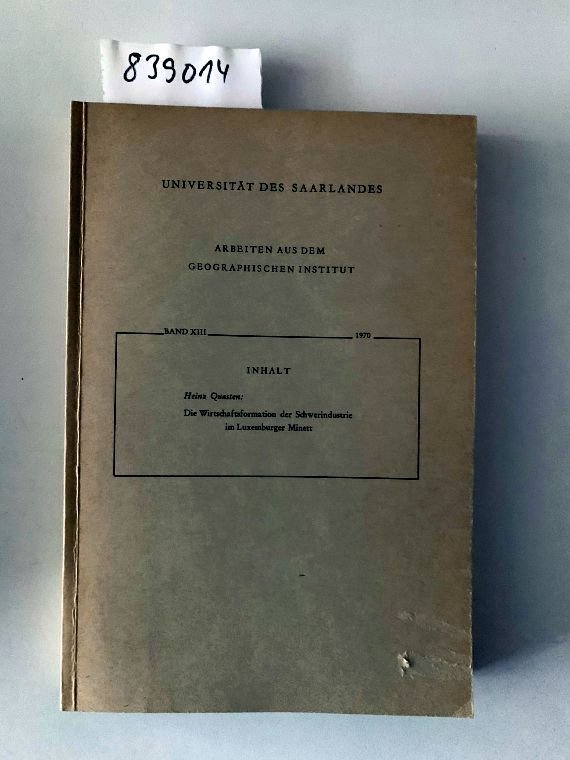 839014
UNIVERSITÄT DES SAARLANDES
ARBEITEN AUS DEM
GEOGRAPHISCHEN INSTITUT
BAND XIII 1970
INHALT
Heinz Quasten:
Die Wirtschaftsformation der Schwerindustrie
im Luxemburger Minett